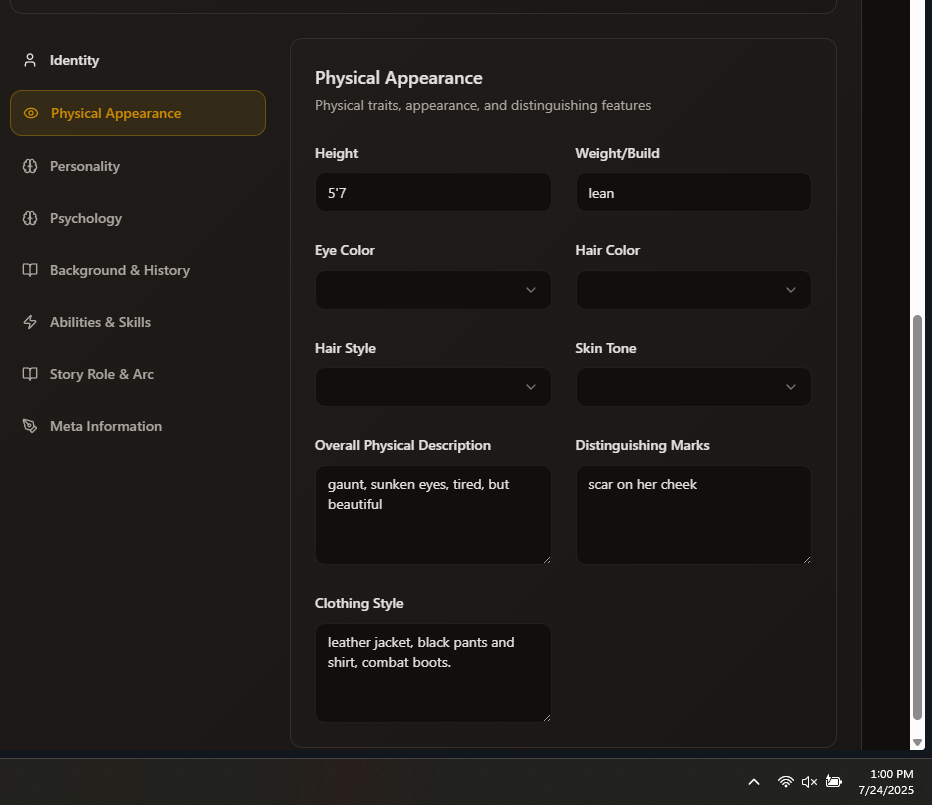 Identity
Physical Appearance
Personality
Psychology
Background & History
Abilities & Skills
Story Role & Arc
Meta Information
Physical Appearance
Physical traits, appearance, and distinguishing features
Height
Weight/Build
5'7
lean
Eye Color
Hair Color
Hair Style
Skin Tone
Overall Physical Description
Distinguishing Marks
gaunt, sunken eyes, tired, but
beautiful
scar on her cheek
Clothing Style
leather jacket, black pants and
shirt, combat boots.
1:00 PM
7/24/2025